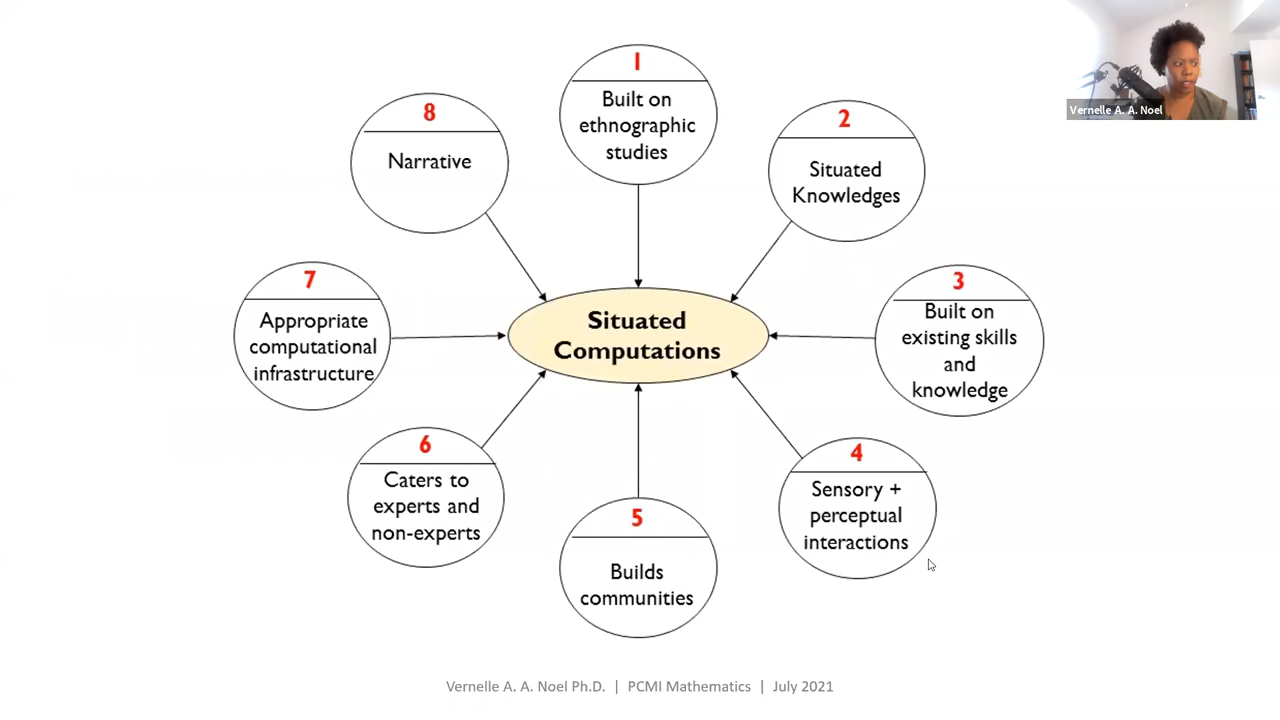 1
Built on
ethnographic
studies
2
Situated
Knowledges
3
Built on
existing skills
and
knowledge
4
Sensory +
perceptual
interactions
5
Builds
communities
6
Caters to
experts and
non-experts
7
Appropriate
computational
infrastructure
8
Narrative
Situated
Computations
Vernelle A. A. Noel
Vernelle A. A. Noel Ph.D. | PCMI Mathematics | July 2021